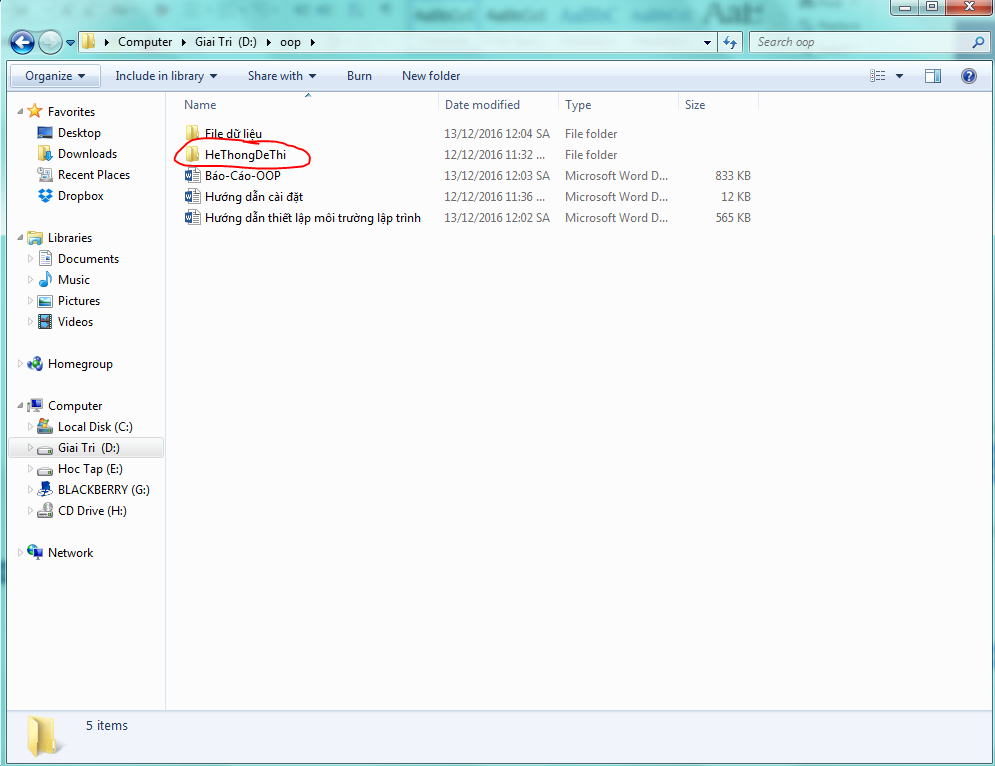 Computer Giai Tri (D:) oop
Search oop
Organize Include in library Share with Burn New folder
Name Date modified Type Size
Favorites
Desktop
Downloads
Recent Places
Dropbox
Libraries
Documents
Music
Pictures
Videos
Homegroup
Computer
Local Disk (C:)
Giai Tri (D:)
Hoc Tap (E:)
BLACKBERRY (G:)
CD Drive (H:)
Network
File dữ liệu 13/12/2016 12:04 SA File folder
HeThongDeThi 12/12/2016 11:32 ... File folder
Báo-Cáo-OOP 13/12/2016 12:03 SA Microsoft Word D... 833 KB
Hướng dẫn cài đặt 12/12/2016 11:36 ... Microsoft Word D... 12 KB
Hướng dẫn thiết lập môi trường lập trình 13/12/2016 12:02 SA Microsoft Word D... 565 KB
5 items